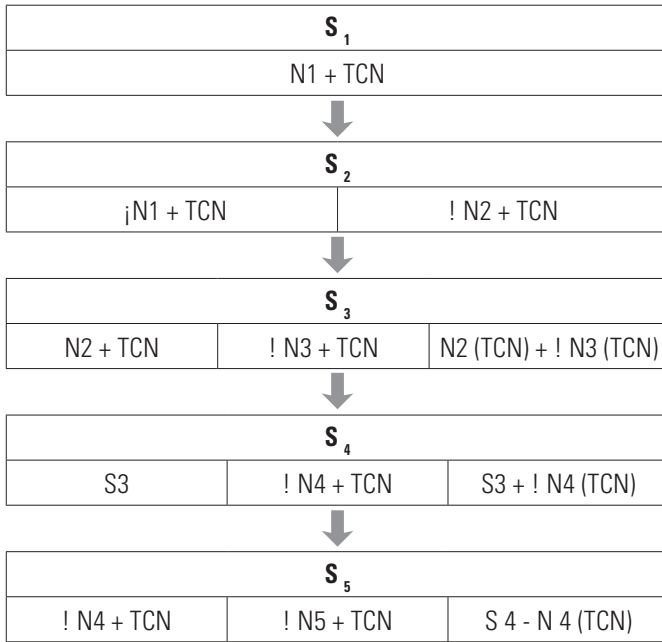 S 1
N1 + TCN
S 2
¡N1 + TCN ! N2 + TCN
S 3
N2 + TCN ! N3 + TCN N2 (TCN) + ! N3 (TCN)
S 4
S3 ! N4 + TCN S3 + ! N4 (TCN)
S 5
! N4 + TCN ! N5 + TCN S 4 - N 4 (TCN)